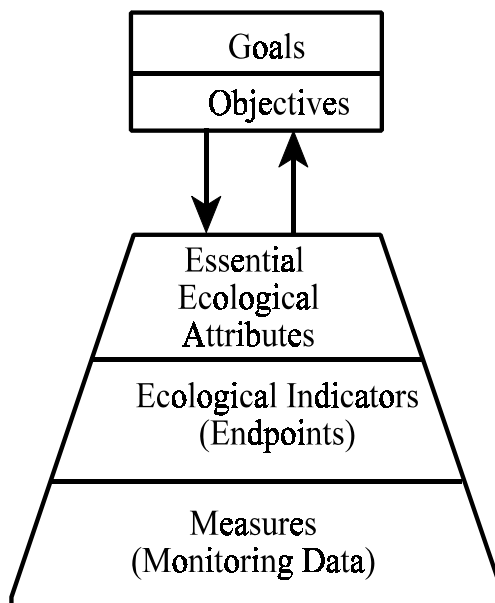 Goals
Objectives
Essential
Ecological
Attributes
Ecological Indicators
(Endpoints)
Measures
(Monitoring Data)